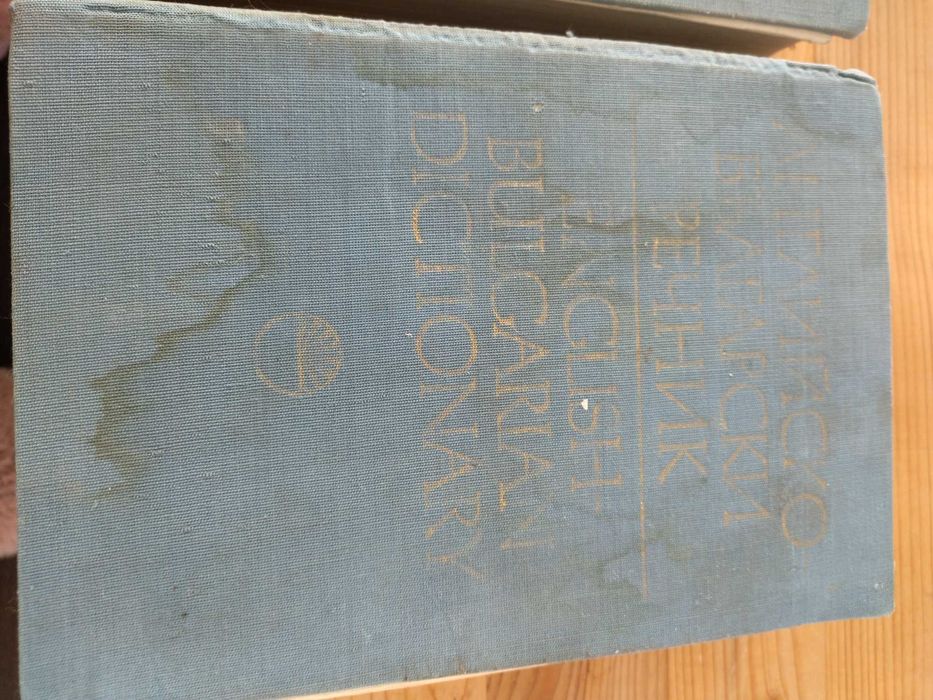 АНГЛИЙСКО
БЪЛГАРСКИ
РЕЧНИК
ENGLISH-
BULGARIAN
DICTIONARY